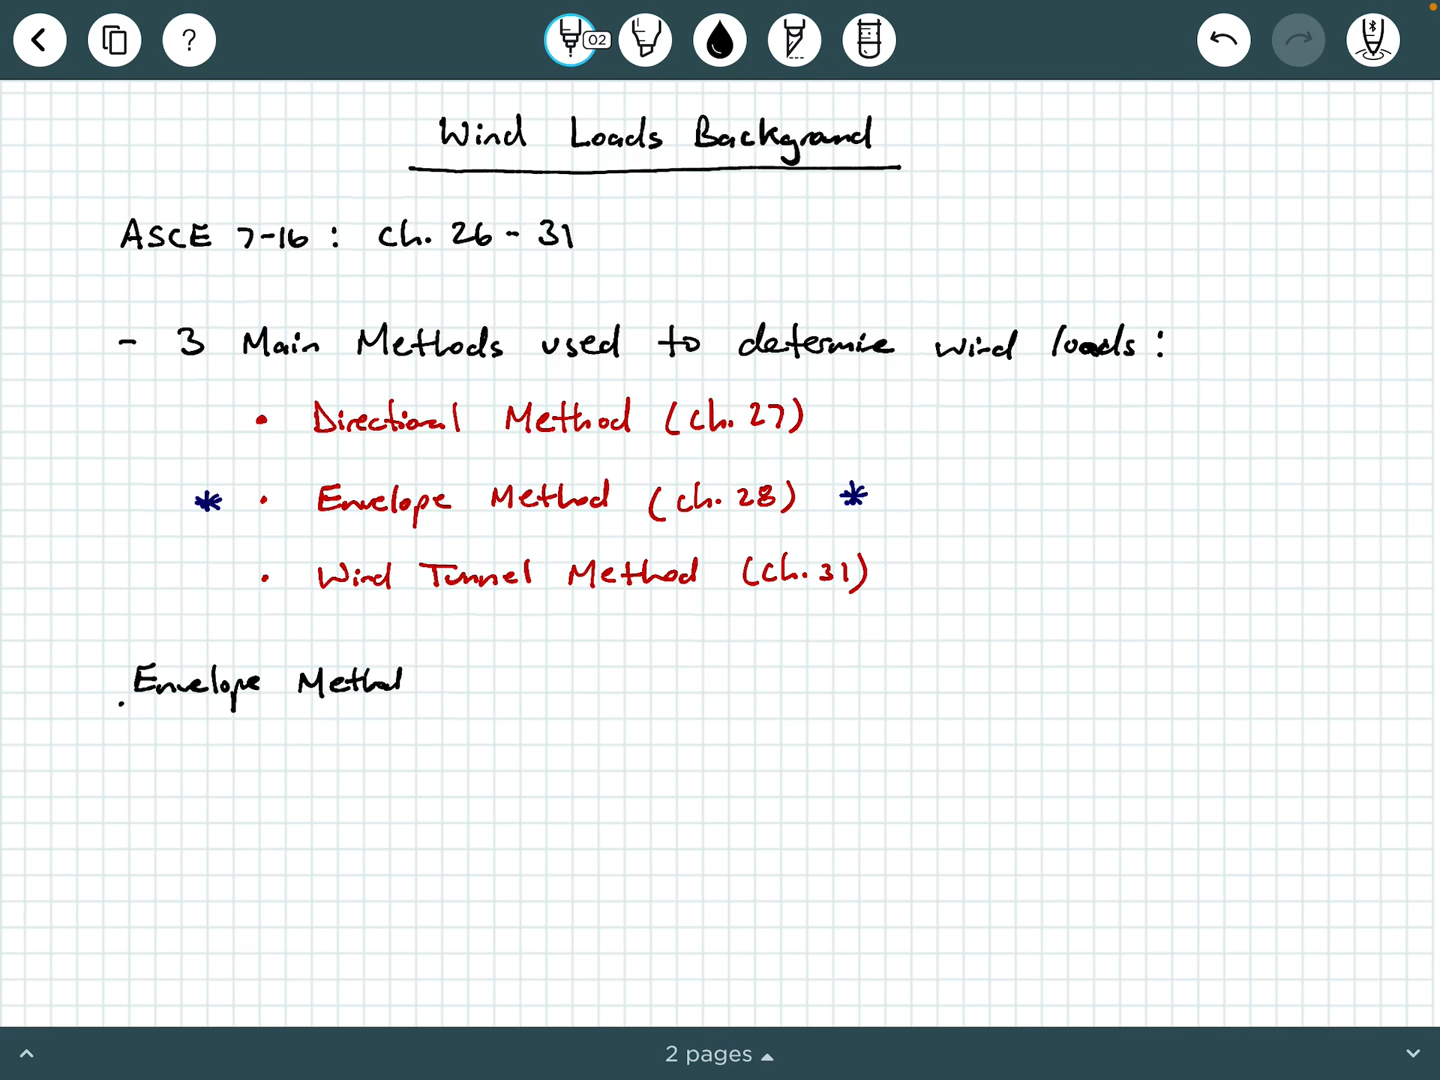 ?
02
Wind Loads Background
ASCE 7-16 : Ch. 26 - 31
- 3 Main Methods used to determine wind loads :
• Directional Method (Ch. 27)
* • Envelope Method (Ch. 28) *
• Wind Tunnel Method (Ch. 31)
Envelope Method
2 pages